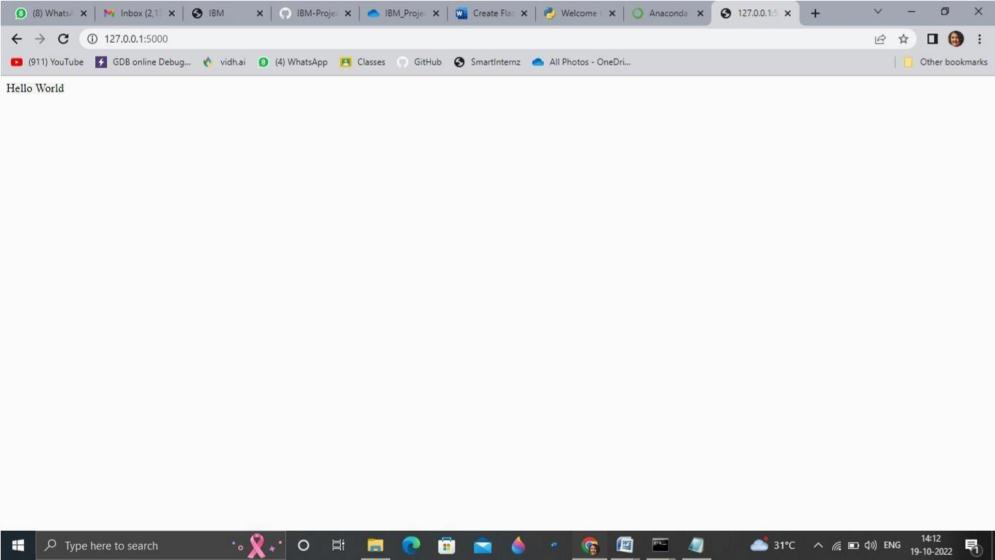 (8) Whats
Inbox (2,1
IBM
IBM-Proje
IBM_Proje
Create Flas
Welcome
Anaconda
127.0.0.1:5
127.0.0.1:5000
(911) YouTube
GDB online Debug...
vidh.ai
(4) WhatsApp
Classes
GitHub
SmartInternz
All Photos - OneDri...
Other bookmarks
Hello World
Type here to search
31°C
ENG
14:12
19-10-2022